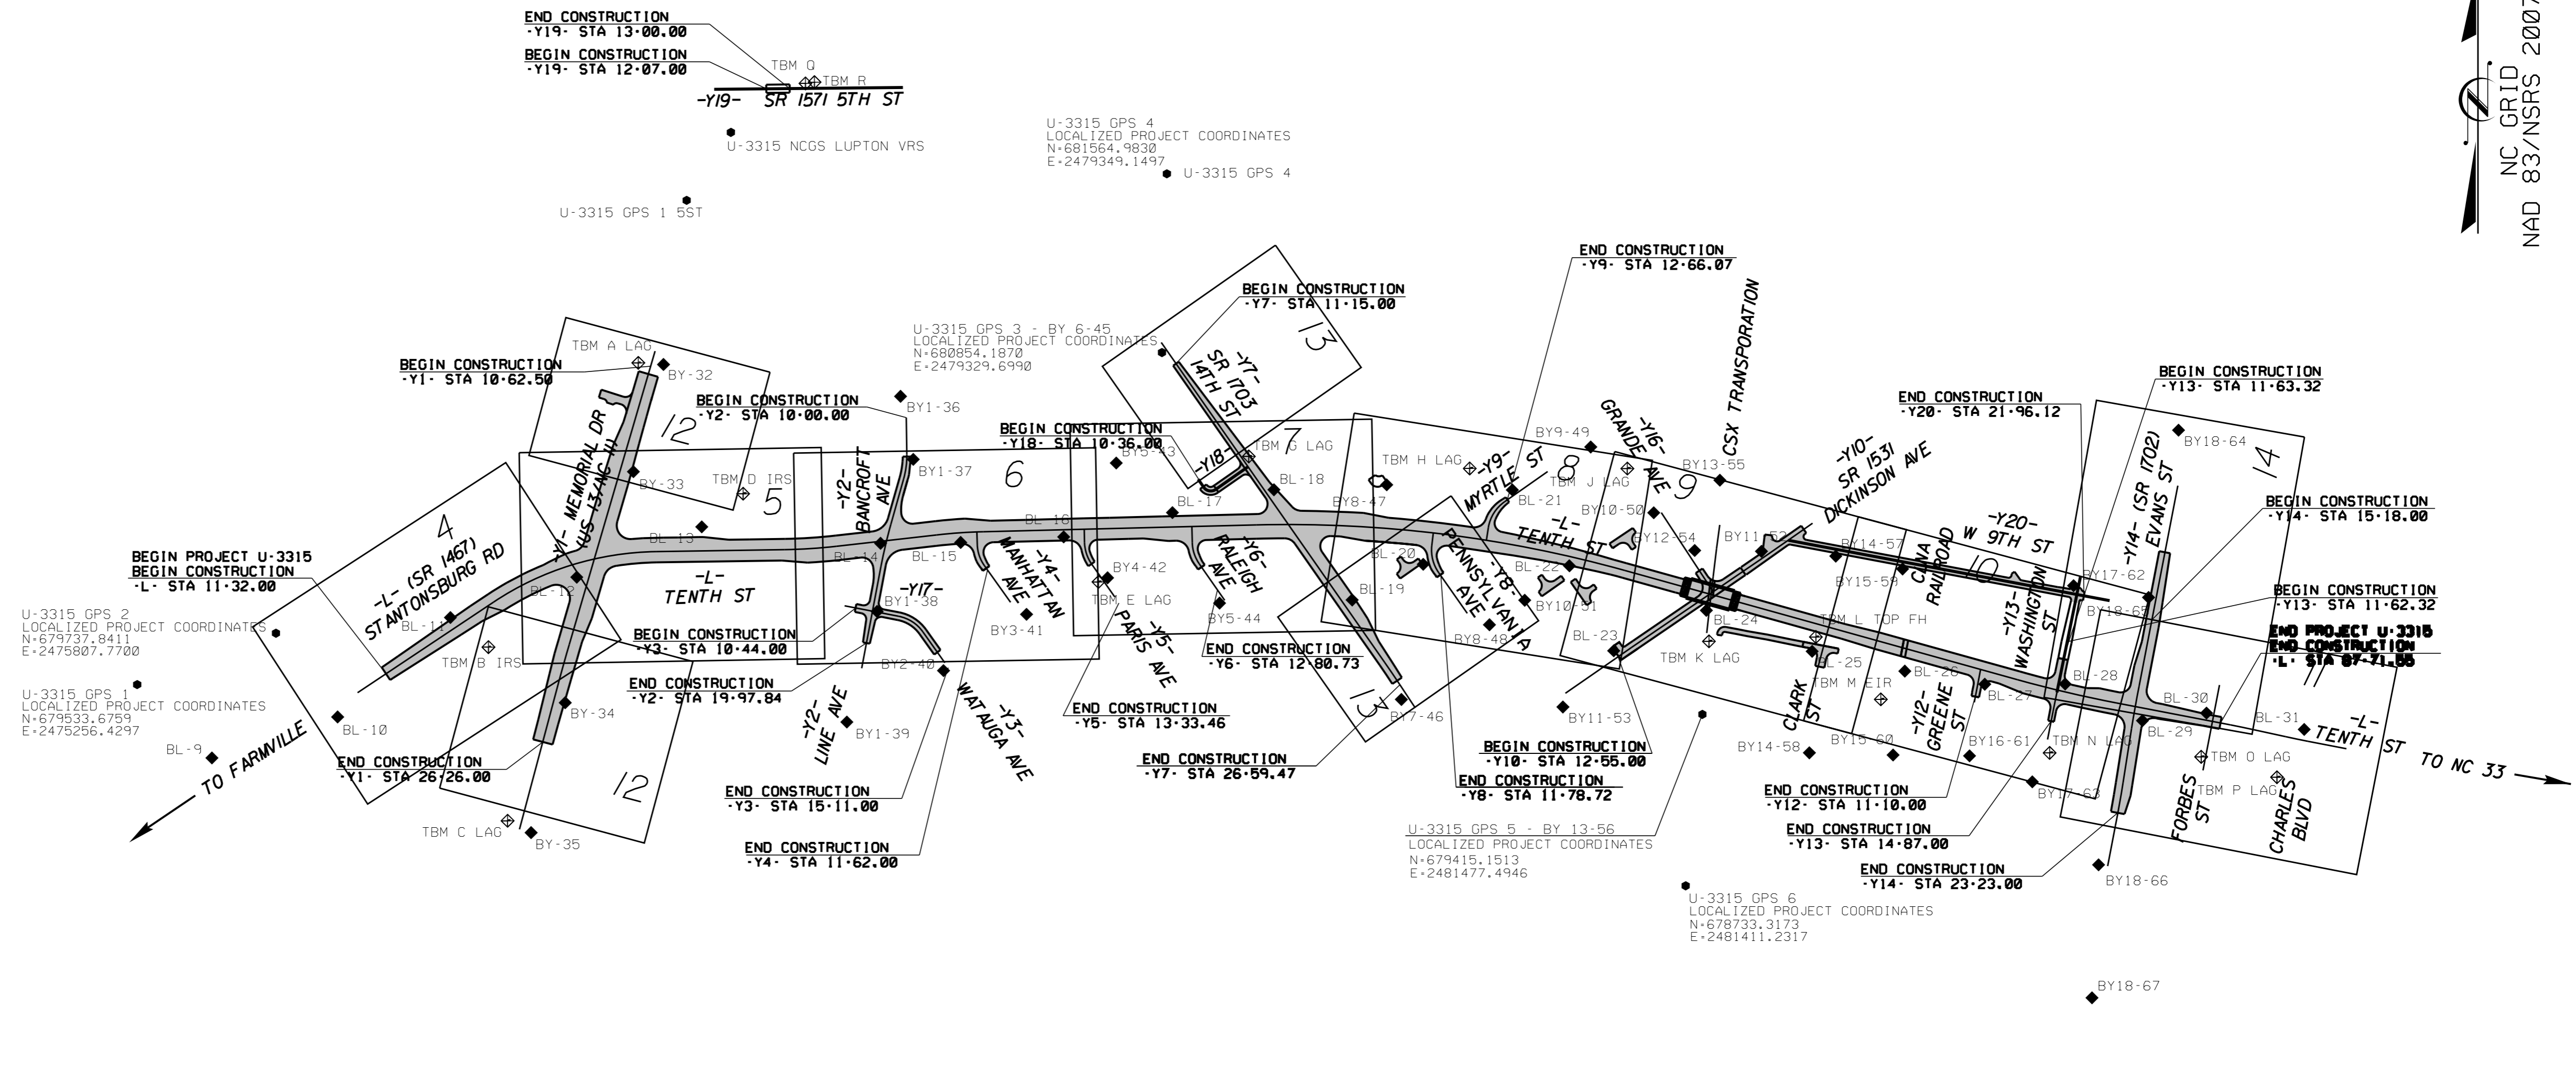 END CONSTRUCTION
-Y19- STA 13+00.00
BEGIN CONSTRUCTION
-Y19- STA 12+07.00
TBM Q
TBM R
-Y19- SR 1571 5TH ST
U-3315 NCGS LUPTON VRS
U-3315 GPS 1 5ST
U-3315 GPS 4
LOCALIZED PROJECT COORDINATES
N=681564.9830
E=2479349.1497
U-3315 GPS 4
NC GRID
NAD 83/NSRS 2007
BEGIN CONSTRUCTION
-Y1- STA 10+62.50
TBM A LAG
BY-32
12
-Y1- MEMORIAL DR
(US 13/NC 11)
BY-33
BEGIN CONSTRUCTION
-Y2- STA 10+00.00
U-3315 GPS 3 - BY 6-45
LOCALIZED PROJECT COORDINATES
N=680854.1870
E=2479329.6990
BY1-36
BY1-37
TBM D IRS
5
BL-13
-Y2-
BANCROFT
AVE
6
BEGIN CONSTRUCTION
-Y18- STA 10+36.00
BY5-43
-Y18-
BEGIN CONSTRUCTION
-Y7- STA 11+15.00
13
-Y7-
SR 1703
14TH ST
TBM G LAG
7
BL-18
BL-17
BL-16
BL-15
BL-14
END CONSTRUCTION
-Y9- STA 12+66.07
BY9-49
BY8-47
TBM H LAG
-Y9-
MYRTLE ST
8
BL-21
TBM J LAG
-Y16-
GRANDE AVE
9
BY10-50
BY13-55
CSX TRANSPORTATION
-Y10-
SR 1531
DICKINSON AVE
BY12-54
BY11-52
BY14-57
BY15-59
CLNA
RAILROAD
-Y20-
W 9TH ST
10
END CONSTRUCTION
-Y20- STA 21+96.12
BEGIN CONSTRUCTION
-Y13- STA 11+63.32
BY18-64
-Y14- (SR 1702)
EVANS ST
14
BEGIN CONSTRUCTION
-Y14- STA 15+18.00
BEGIN CONSTRUCTION
-Y13- STA 11+62.32
END PROJECT U-3315
END CONSTRUCTION
-L- STA 87+71.55
11
BY17-62
BY18-65
BEGIN PROJECT U-3315
BEGIN CONSTRUCTION
-L- STA 11+32.00
4
-L- (SR 1467)
STANTONSBURG RD
BL-12
BL-11
U-3315 GPS 2
LOCALIZED PROJECT COORDINATES
N=679737.8411
E=2475807.7700
U-3315 GPS 1
LOCALIZED PROJECT COORDINATES
N=679533.6759
E=2475256.4297
TBM B IRS
BL-10
BL-9
TO FARMVILLE
BY-34
END CONSTRUCTION
-Y1- STA 26+26.00
12
TBM C LAG
BY-35
-L-
TENTH ST
-Y17-
BY1-38
BEGIN CONSTRUCTION
-Y3- STA 10+44.00
END CONSTRUCTION
-Y2- STA 19+97.84
BY2-40
-Y2-
LINE AVE
BY1-39
-Y3-
WATAUGA AVE
END CONSTRUCTION
-Y3- STA 15+11.00
END CONSTRUCTION
-Y4- STA 11+62.00
-Y4-
MANHATTAN
AVE
BY3-41
BY4-42
TBM E LAG
-Y5-
PARIS AVE
END CONSTRUCTION
-Y5- STA 13+33.46
-Y6-
RALEIGH
AVE
BY5-44
END CONSTRUCTION
-Y6- STA 12+80.73
BL-19
BL-20
13
BY7-46
END CONSTRUCTION
-Y7- STA 26+59.47
-Y8-
PENNSYLVANIA
AVE
BY8-48
-L-
TENTH ST
BL-22
BY10-51
BL-23
BL-24
BY11-53
BEGIN CONSTRUCTION
-Y10- STA 12+55.00
END CONSTRUCTION
-Y8- STA 11+78.72
U-3315 GPS 5 - BY 13-56
LOCALIZED PROJECT COORDINATES
N=679415.1513
E=2481477.4946
U-3315 GPS 6
LOCALIZED PROJECT COORDINATES
N=678733.3173
E=2481411.2317
TBM K LAG
TBM L TOP FH
BL-25
CLARK
ST
TBM M EIR
BL-26
-Y12-
GREENE
ST
BL-27
-Y13-
WASHINGTON
ST
BL-28
BY14-58
BY15-60
BY16-61
TBM N LAG
BY17-63
END CONSTRUCTION
-Y12- STA 11+10.00
END CONSTRUCTION
-Y13- STA 14+87.00
END CONSTRUCTION
-Y14- STA 23+23.00
BL-29
BL-30
BL-31
-L-
TENTH ST
TO NC 33
TBM O LAG
TBM P LAG
FORBES
ST
CHARLES
BLVD
BY18-66
BY18-67